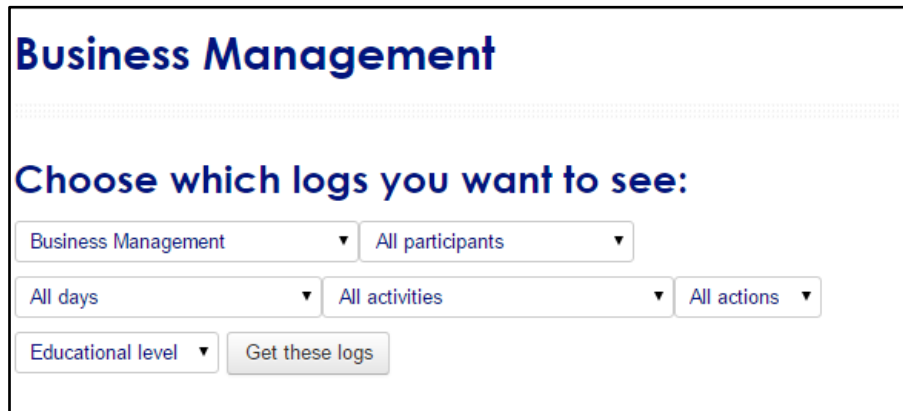 Business Management
Choose which logs you want to see:
Business Management All participants
All days All activities All actions
Educational level Get these logs